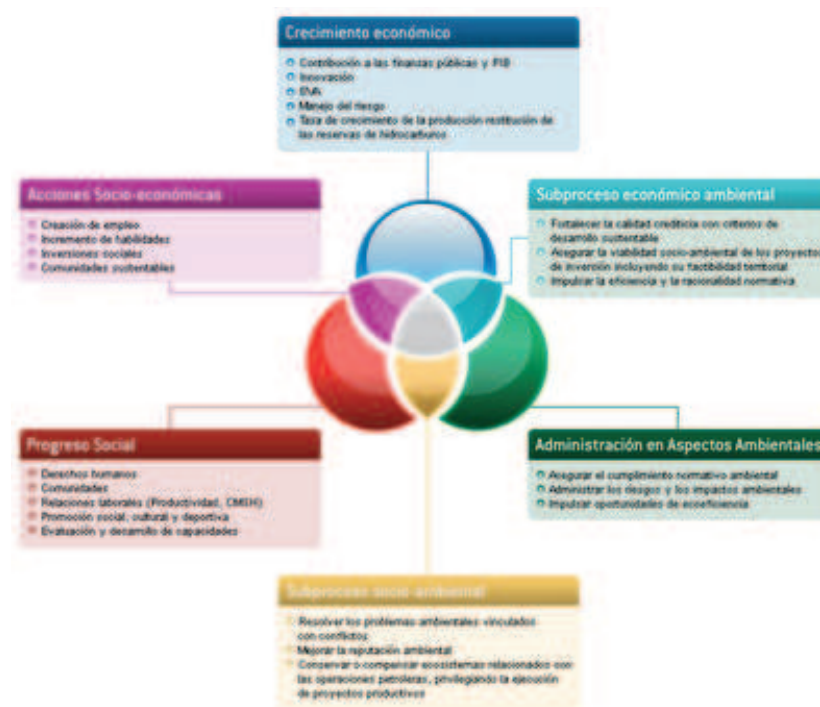 Crecimiento económico
Contribución a las finanzas públicas y PIB
Innovación
EVA
Manejo del riesgo
Tasa de crecimiento de la producción restitución de
las reservas de hidrocarburos
Acciones Socio-económicas
Creación de empleo
Incremento de habilidades
Inversiones sociales
Comunidades sustentables
Subproceso económico ambiental
Fortalecer la calidad crediticia con criterios de
desarrollo sustentable
Asegurar la viabilidad socio-ambiental de los proyectos
de inversión incluyendo su factibilidad territorial
Impulsar la eficiencia y la racionalidad normativa
Progreso Social
Derechos humanos
Comunidades
Relaciones laborales (Productividad, CMSH)
Promoción social, cultural y deportiva
Evaluación y desarrollo de capacidades
Administración en Aspectos Ambientales
Asegurar el cumplimiento normativo ambiental
Administrar los riesgos y los impactos ambientales
Impulsar oportunidades de ecoeficiencia
Subproceso socio-ambiental
Resolver los problemas ambientales vinculados
con conflictos
Mejorar la reputación ambiental
Conservar o compensar ecosistemas relacionados con
las operaciones petroleras, privilegiando la ejecución
de proyectos productivos